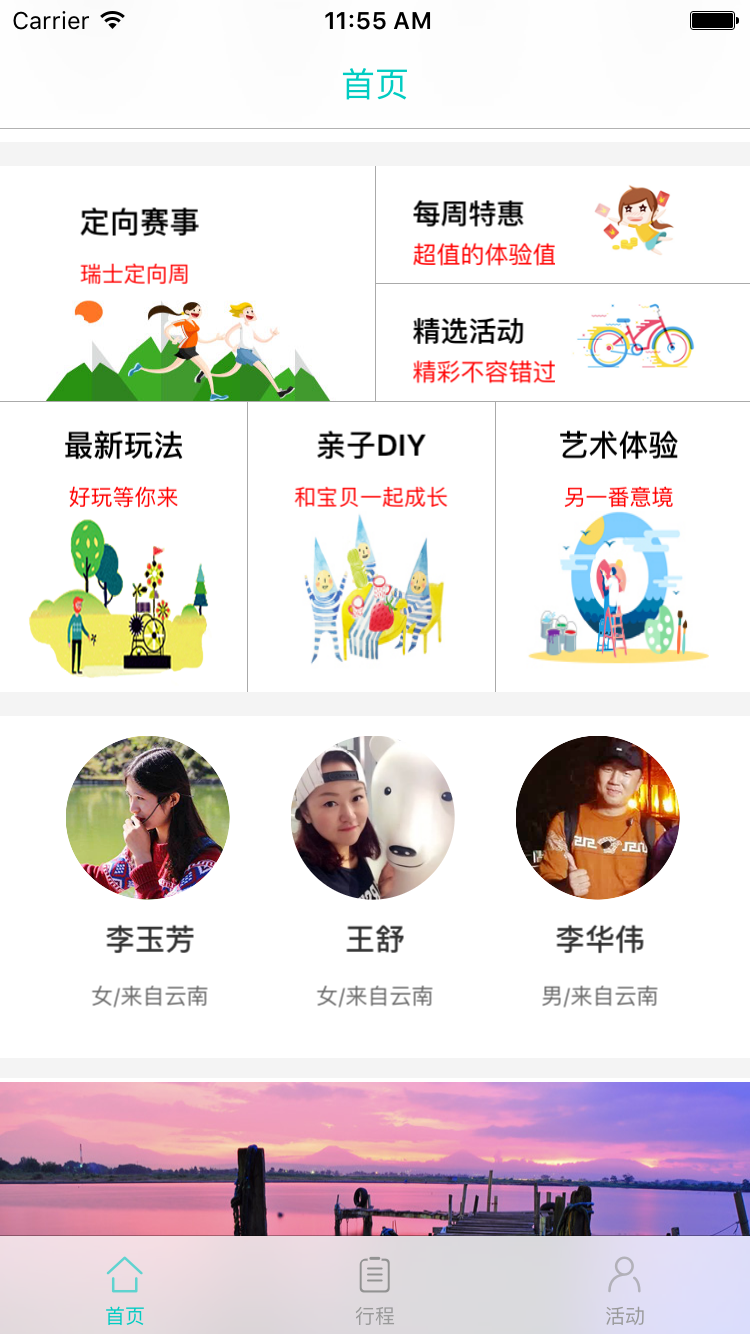 Carrier 11:55 AM
首页
定向赛事
瑞士定向周
每周特惠
超值的体验值
精选活动
精彩不容错过
最新玩法
好玩等你来
亲子DIY
和宝贝一起成长
艺术体验
另一番意境
李玉芳
女/来自云南
王舒
女/来自云南
李华伟
男/来自云南
首页
行程
活动